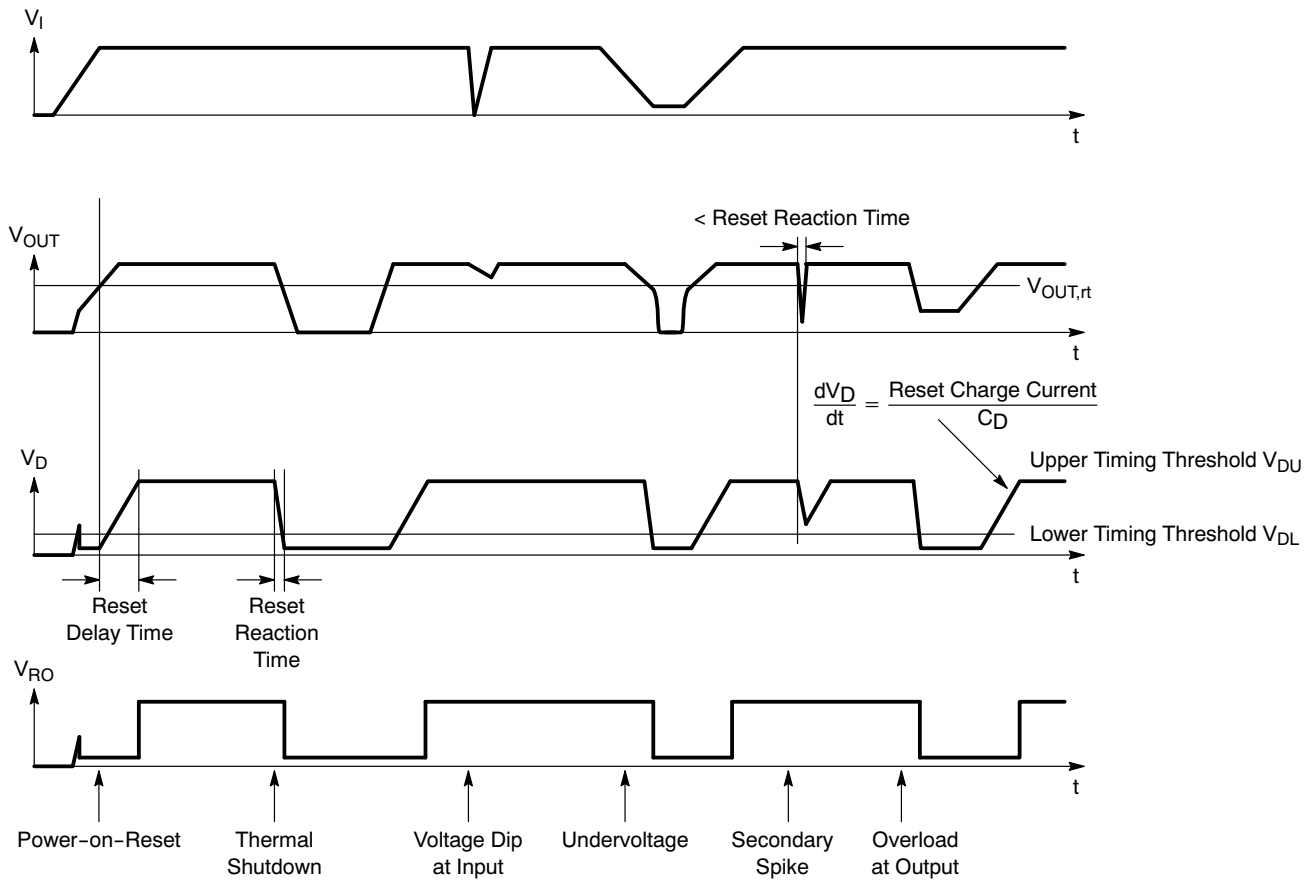 V_I
t
< Reset Reaction Time
V_OUT
V_OUT,rt
t
dV_D
dt
=
Reset Charge Current
C_D
V_D
Upper Timing Threshold V_DU
Lower Timing Threshold V_DL
t
Reset
Delay Time
Reset
Reaction
Time
V_RO
t
Power-on-Reset
Thermal
Shutdown
Voltage Dip
at Input
Undervoltage
Secondary
Spike
Overload
at Output